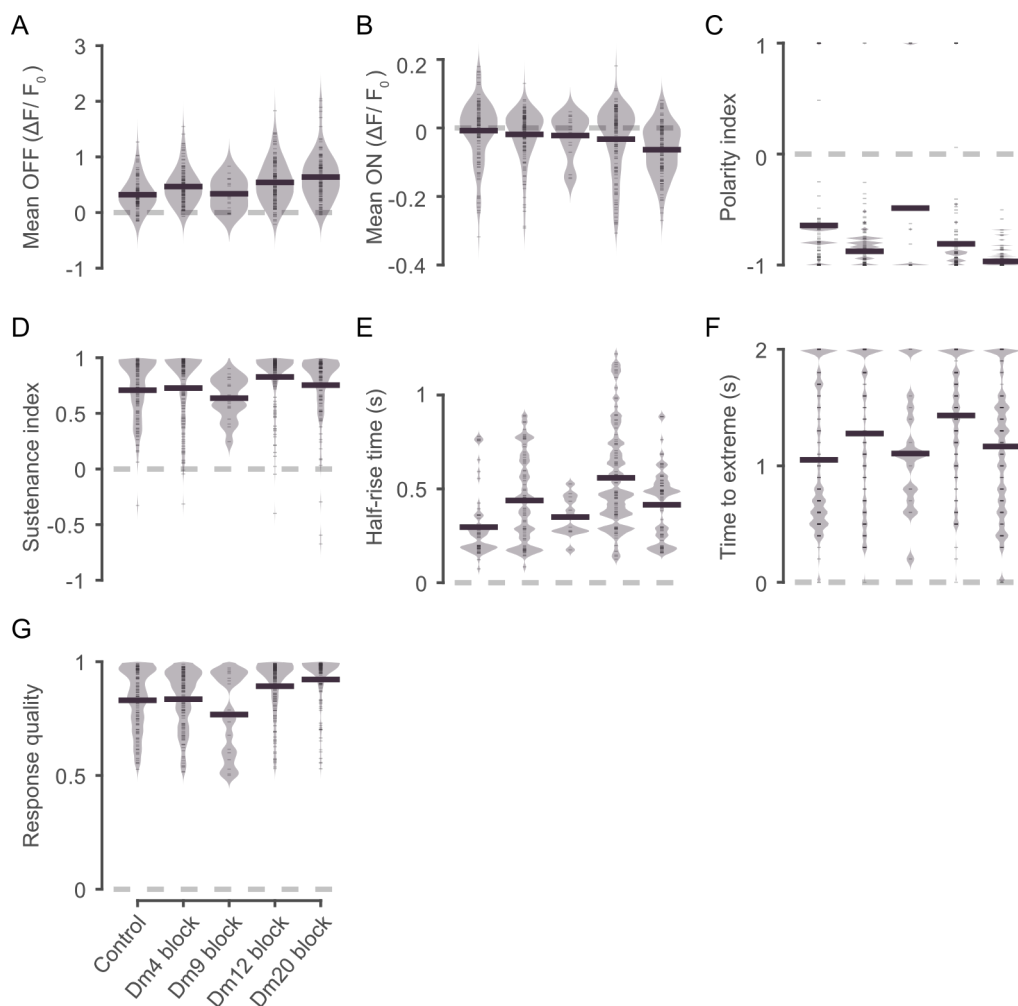 A
Mean OFF (ΔF/ F0)
3
2
1
0
-1
B
Mean ON (ΔF/ F0)
0.2
0
-0.2
-0.4
C
Polarity index
1
0
-1
D
Sustenance index
1
0.5
0
-0.5
-1
E
Half-rise time (s)
1
0.5
0
F
Time to extreme (s)
2
1
0
G
Response quality
1
0.5
0
Control
Dm4 block
Dm9 block
Dm12 block
Dm20 block